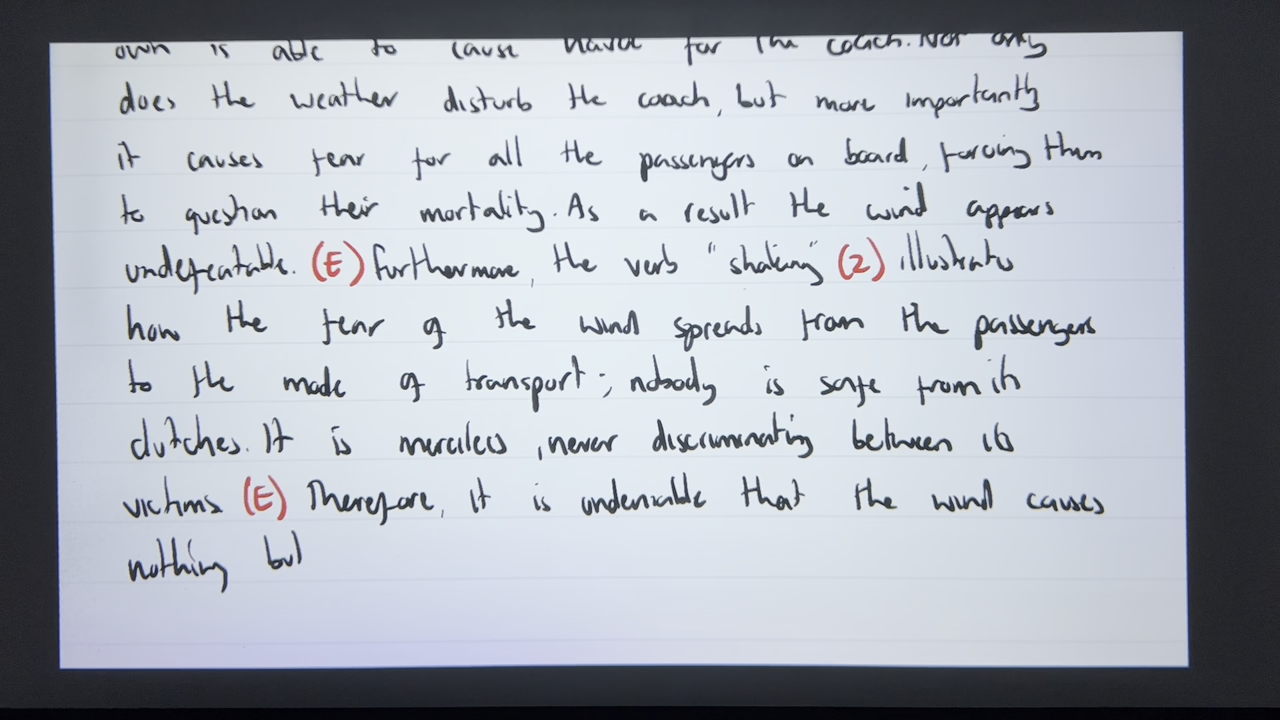 own is able to cause havoc for the coach. Not only
does the weather disturb the coach, but more importantly
it causes fear for all the passengers on board, forcing them
to question their mortality. As a result the wind appears
undefeatable. (E) Furthermore, the verb "shaking" (2) illustrates
how the fear of the wind spreads from the passengers
to the mode of transport; nobody is safe from its
clutches. It is merciless, never discriminating between its
victims (E) Therefore, it is undeniable that the wind causes
nothing but